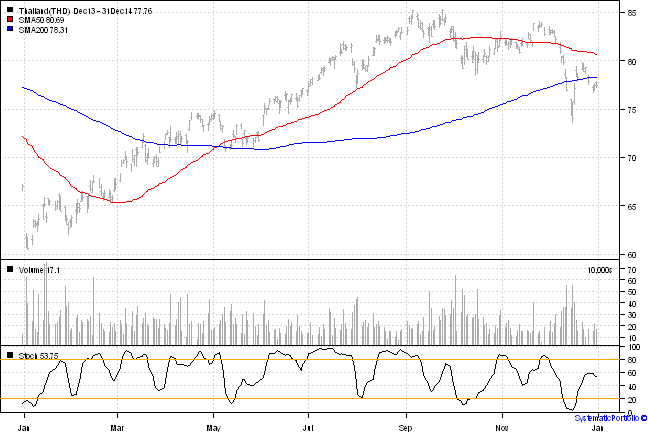 Thailand(THD) Dec13 - 31Dec14 77.76
SMA50 80.69
SMA200 78.31
85
80
75
70
65
60
Volume 17.1
10,000s
70
60
50
40
30
20
10
Stoch 53.75
100
80
60
40
20
0
Jan
Mar
May
Jul
Sep
Nov
Jan
SystematicPortfolio ©